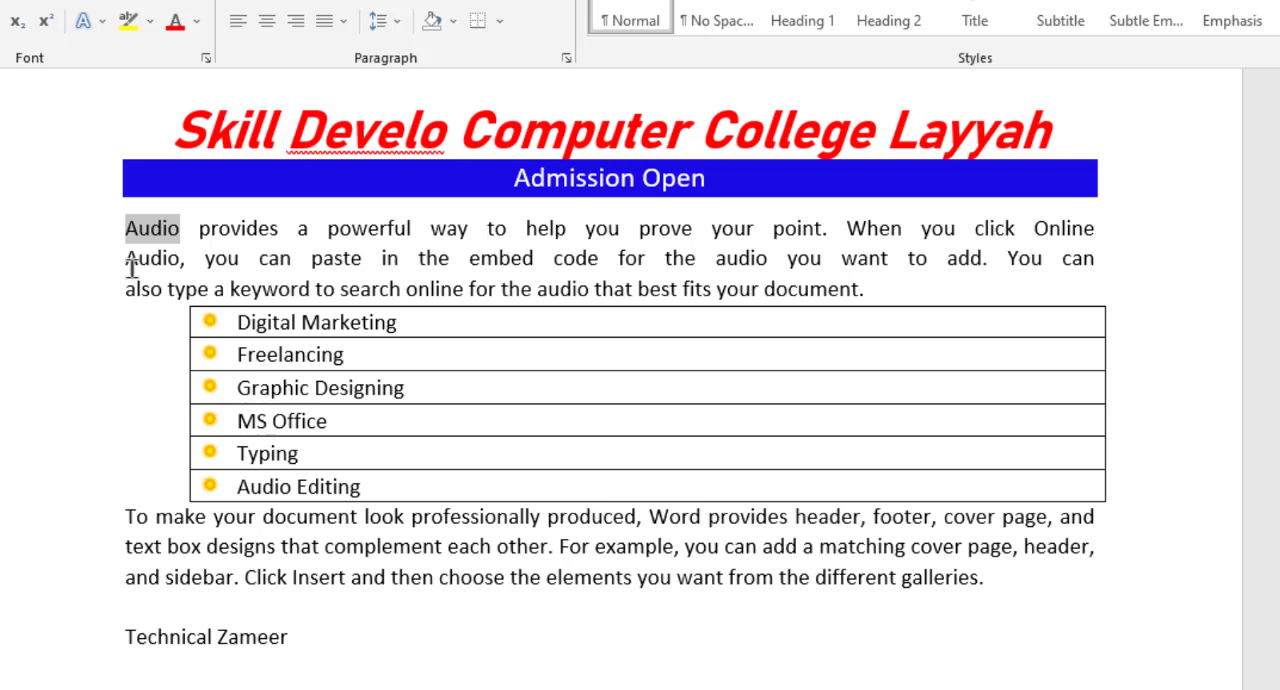 Font
Paragraph
Styles
¶ Normal
¶ No Spac...
Heading 1
Heading 2
Title
Subtitle
Subtle Em...
Emphasis
Skill Develo Computer College Layyah
Admission Open
Audio provides a powerful way to help you prove your point. When you click Online
Audio, you can paste in the embed code for the audio you want to add. You can
also type a keyword to search online for the audio that best fits your document.
Digital Marketing
Freelancing
Graphic Designing
MS Office
Typing
Audio Editing
To make your document look professionally produced, Word provides header, footer, cover page, and
text box designs that complement each other. For example, you can add a matching cover page, header,
and sidebar. Click Insert and then choose the elements you want from the different galleries.
Technical Zameer